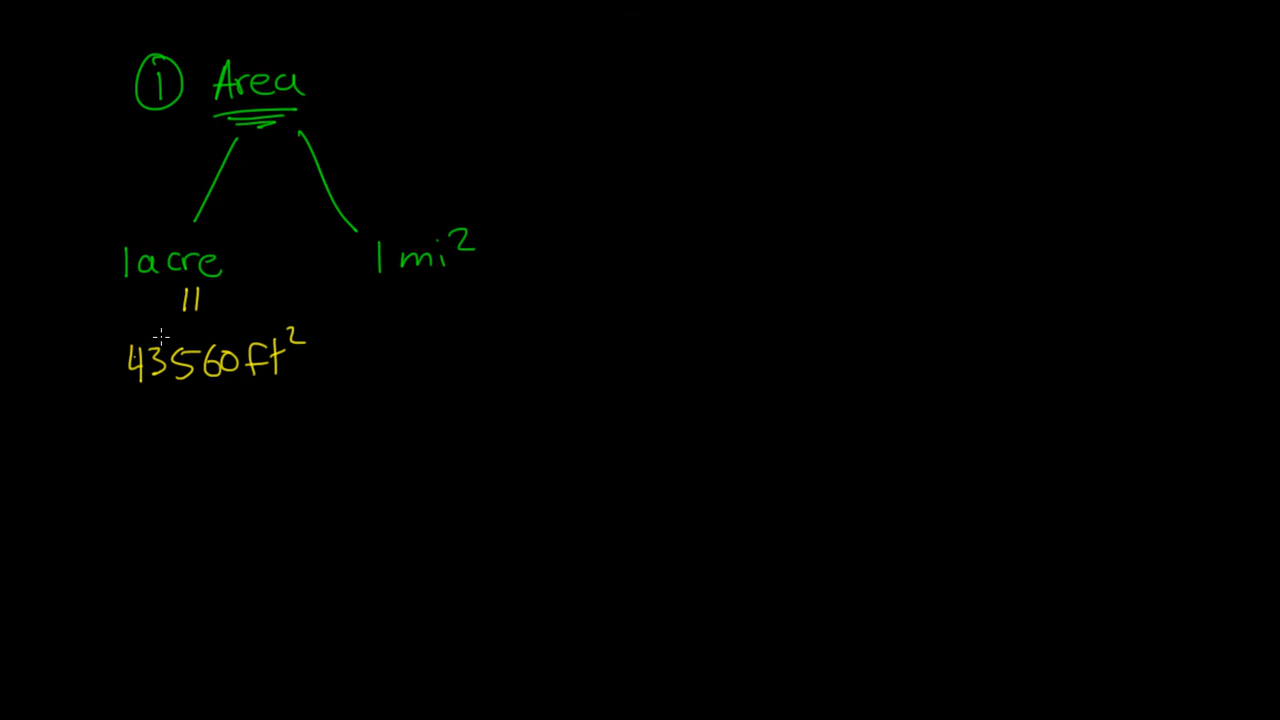 ① Area
1 acre 1 mi²
=
43560 ft²